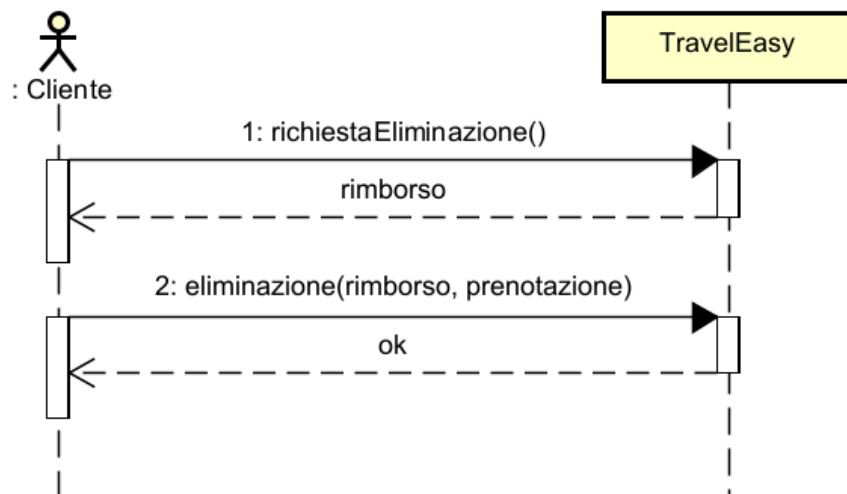 : Cliente
TravelEasy
1: richiestaEliminazione()
rimborso
2: eliminazione(rimborso, prenotazione)
ok